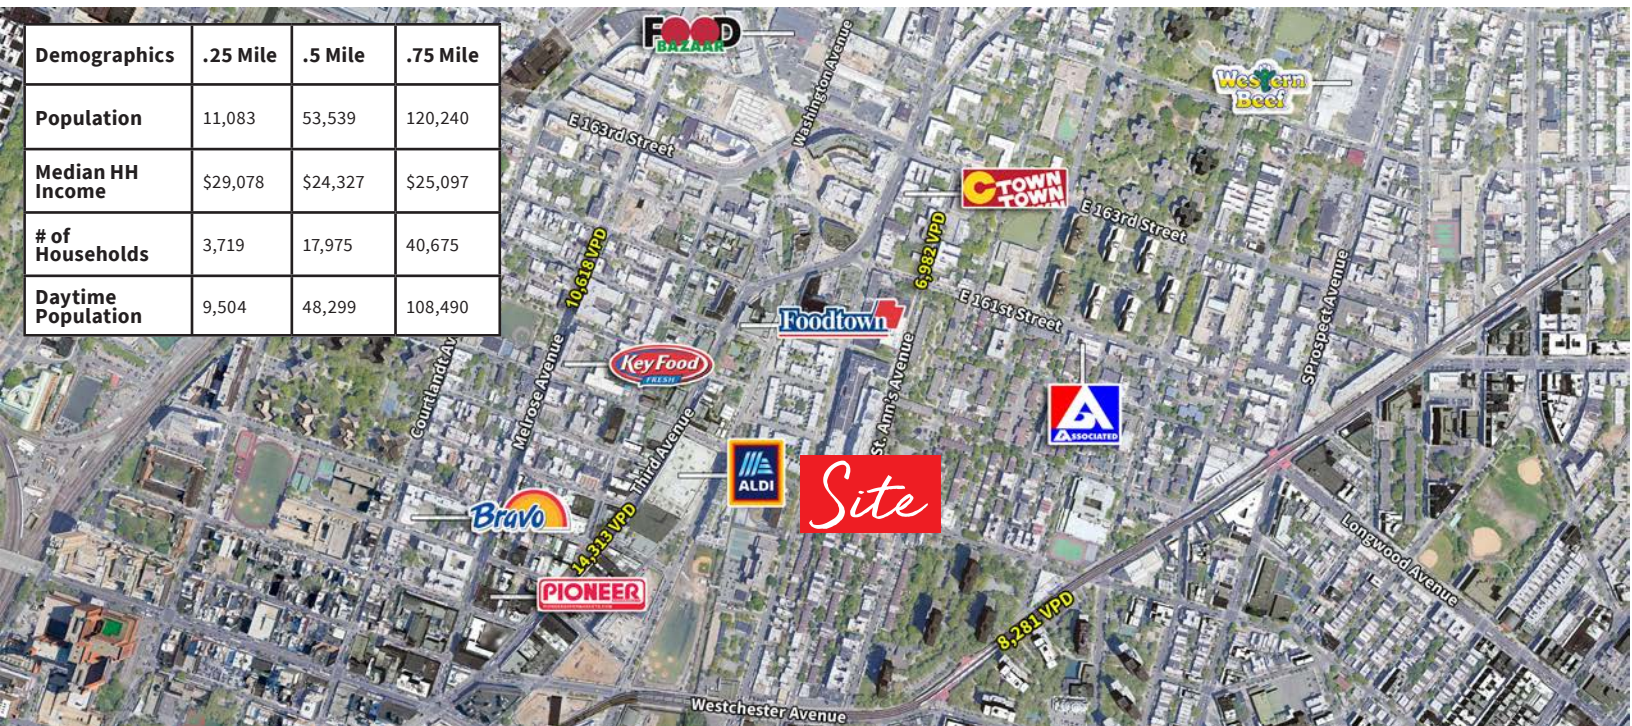 Demographics .25 Mile .5 Mile .75 Mile
Population 11,083 53,539 120,240
Median HH
Income $29,078 $24,327 $25,097
# of
Households 3,719 17,975 40,675
Daytime
Population 9,504 48,299 108,490
FOOD
BAZAAR
Washington Avenue
Western
Beef
E 163rd Street
C TOWN
TOWN
E 163rd Street
10,618 VPD
6,982 VPD
E 161st Street
SProspect Avenue
Foodtown
Key Food
FRESH
Courtlandt Av
Melrose Avenue
St. Ann's Avenue
ASSOCIATED
Third Avenue
ALDI
Site
Bravo
14,313 VPD
PIONEER
Longwood Avenue
8,281 VPD
Westchester Avenue